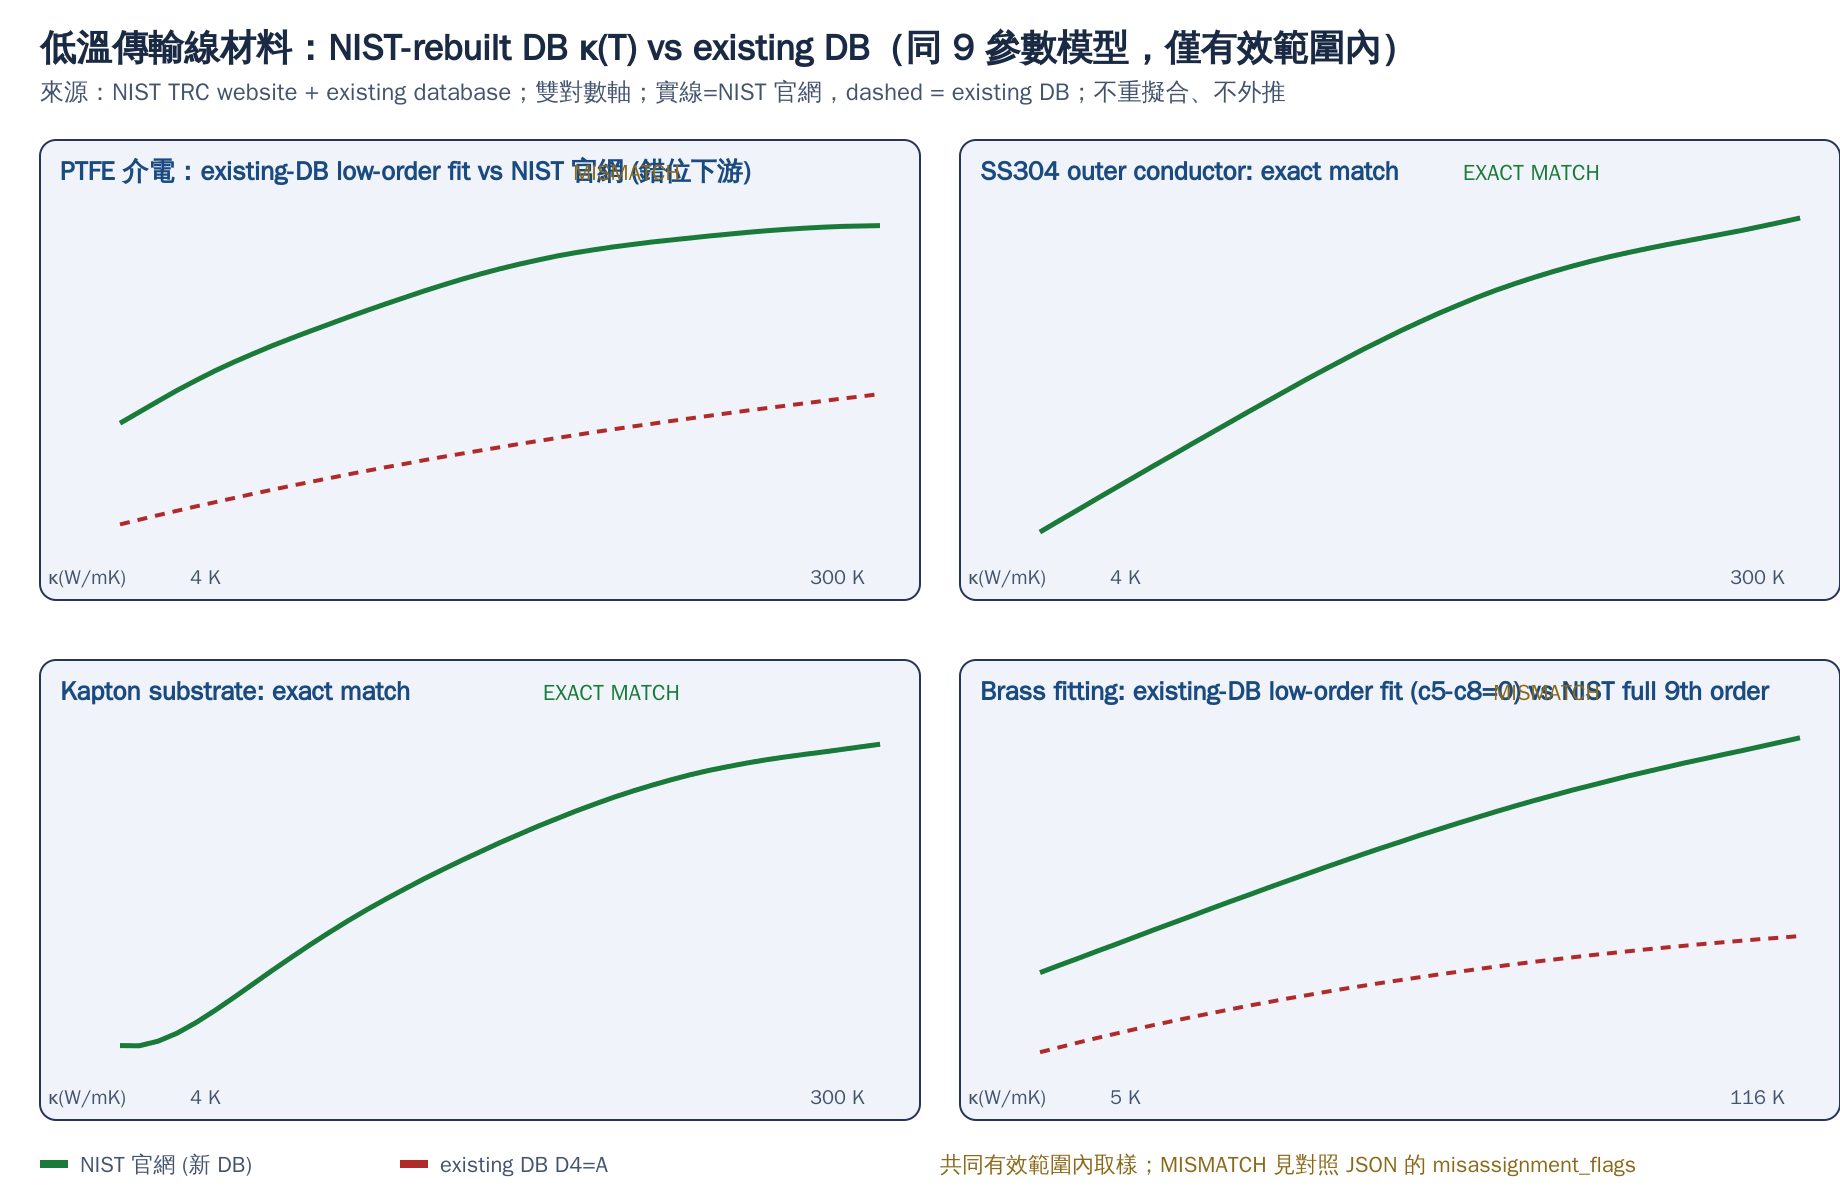 低溫傳輸線材料：NIST-rebuilt DB κ(T) vs existing DB（同 9 參數模型，僅有效範圍內）
來源：NIST TRC website + existing database；雙對數軸；實線=NIST 官網，dashed = existing DB；不重擬合、不外推
PTFE 介電：existing-DB low-order fit vs NIST 官網 (錯位下游)
MISMATCH
κ(W/mK)
4 K
300 K
SS304 outer conductor: exact match
EXACT MATCH
κ(W/mK)
4 K
300 K
Kapton substrate: exact match
EXACT MATCH
κ(W/mK)
4 K
300 K
Brass fitting: existing-DB low-order fit (c5-c8=0) vs NIST full 9th order
MISMATCH
κ(W/mK)
5 K
116 K
NIST 官網 (新 DB)
existing DB D4=A
共同有效範圍內取樣；MISMATCH 見對照 JSON 的 misassignment_flags